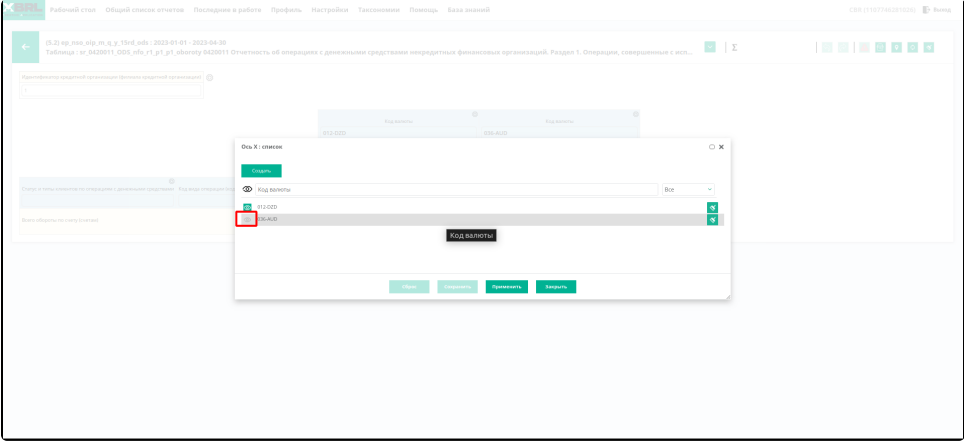 Рабочий стол Общий список отчетов Последние в работе Профиль Настройки Таксономии Помощь База знаний
Выход
(5.2) ep_nso_oip_m_q_y_15rd_ods : 2023-01-01 - 2023-04-30
Таблица : sr_0420011_ODS_nfo_r1_p1_p1_oboroty 0420011 Отчетность об операциях с денежными средствами некредитных финансовых организаций. Раздел 1. Операции, совершенные с исп...
Код валюты Код валюты
012-DZD 036-AUD
Ось X : список
Создать
Код валюты Все
012-DZD
036-AUD
Код валюты
Сброс Сохранить Применить Закрыть